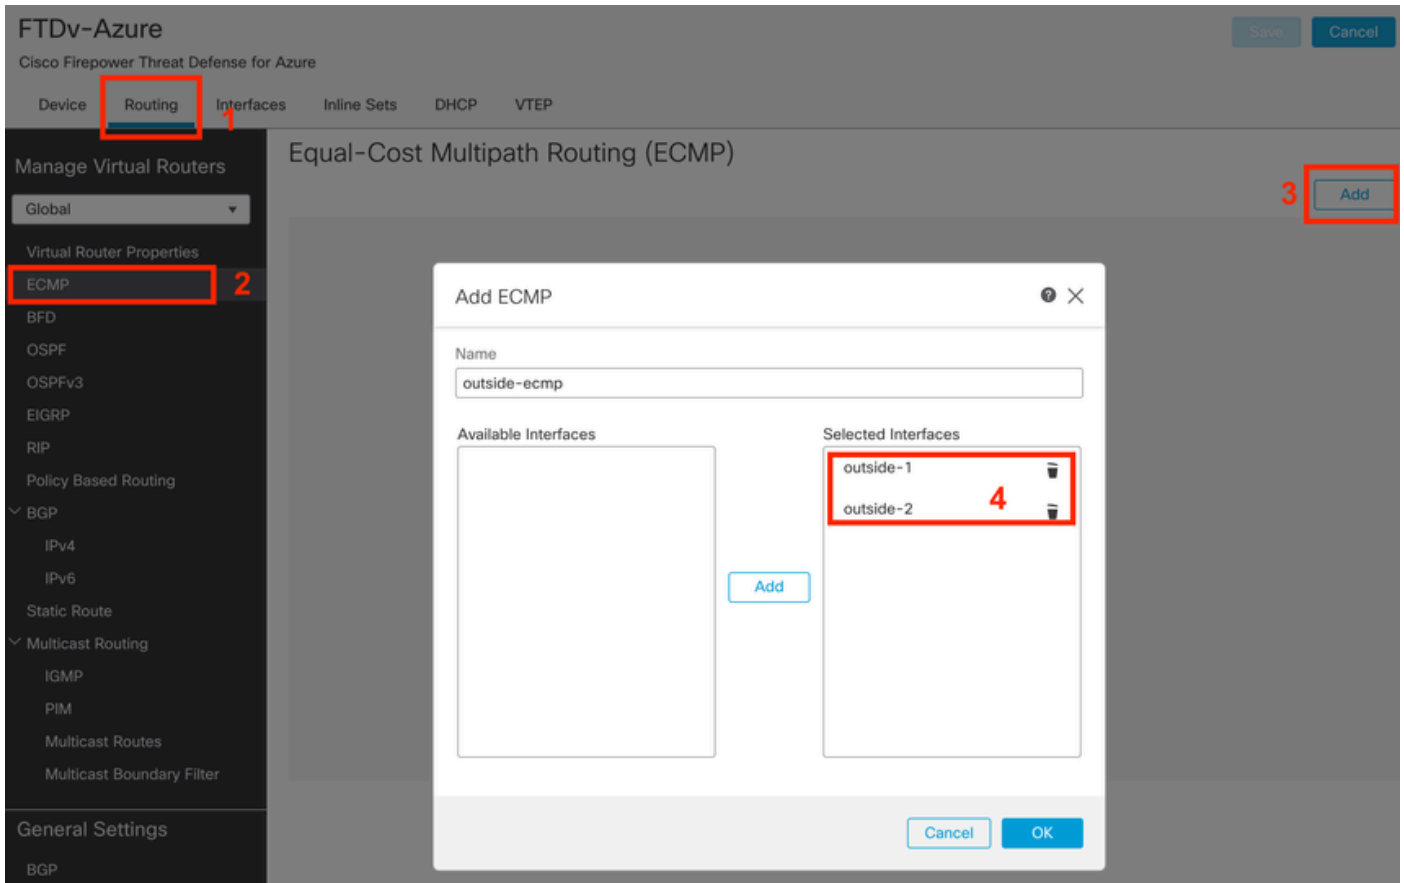 FTDv-Azure
Save
Cancel
Cisco Firepower Threat Defense for Azure
Device
Routing
Interfaces
Inline Sets
DHCP
VTEP
1
Manage Virtual Routers
Global
Virtual Router Properties
ECMP
2
BFD
OSPF
OSPFv3
EIGRP
RIP
Policy Based Routing
BGP
IPv4
IPv6
Static Route
Multicast Routing
IGMP
PIM
Multicast Routes
Multicast Boundary Filter
General Settings
BGP
Equal-Cost Multipath Routing (ECMP)
3
Add
Add ECMP
?
Name
outside-ecmp
Available Interfaces
Add
Selected Interfaces
outside-1
outside-2
4
Cancel
OK